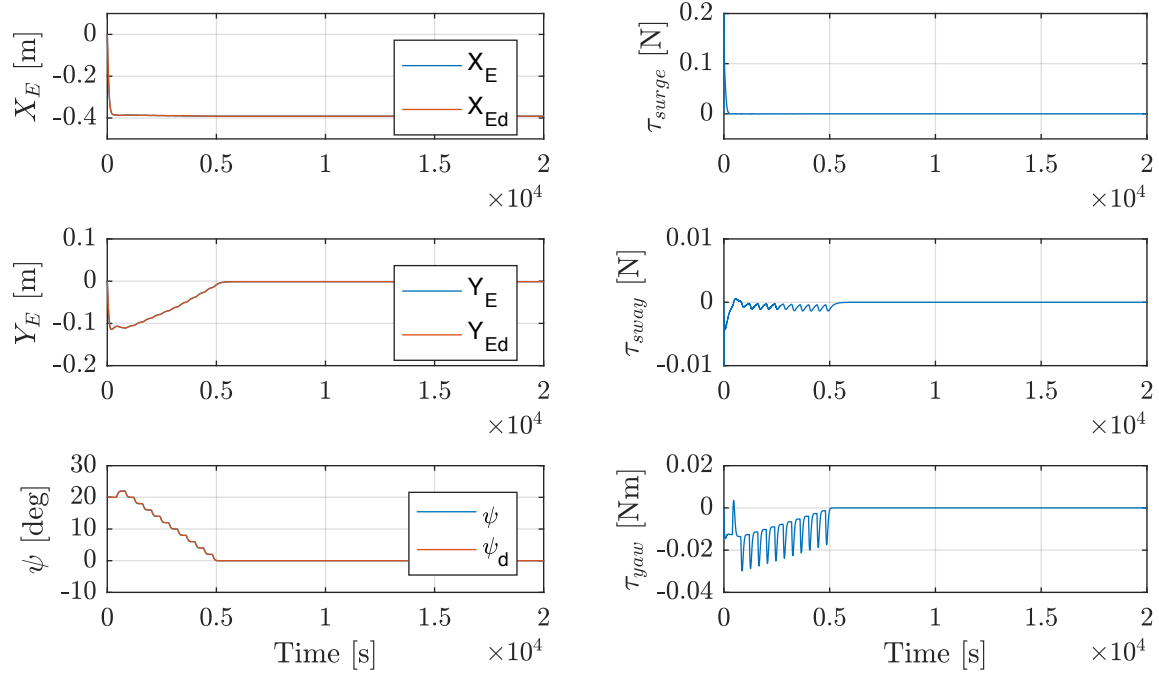 X_E [m]
0
-0.2
-0.4
X_E
X_Ed
0 0.5 1 1.5 2
×10^4
τ_surge [N]
0.2
0.1
0
0 0.5 1 1.5 2
×10^4
Y_E [m]
0.1
0
-0.1
-0.2
Y_E
Y_Ed
0 0.5 1 1.5 2
×10^4
τ_sway [N]
0.01
0
-0.01
0 0.5 1 1.5 2
×10^4
ψ [deg]
30
20
10
0
-10
ψ
ψ_d
0 0.5 1 1.5 2
Time [s]
×10^4
τ_yaw [Nm]
0.02
0
-0.02
-0.04
0 0.5 1 1.5 2
Time [s]
×10^4